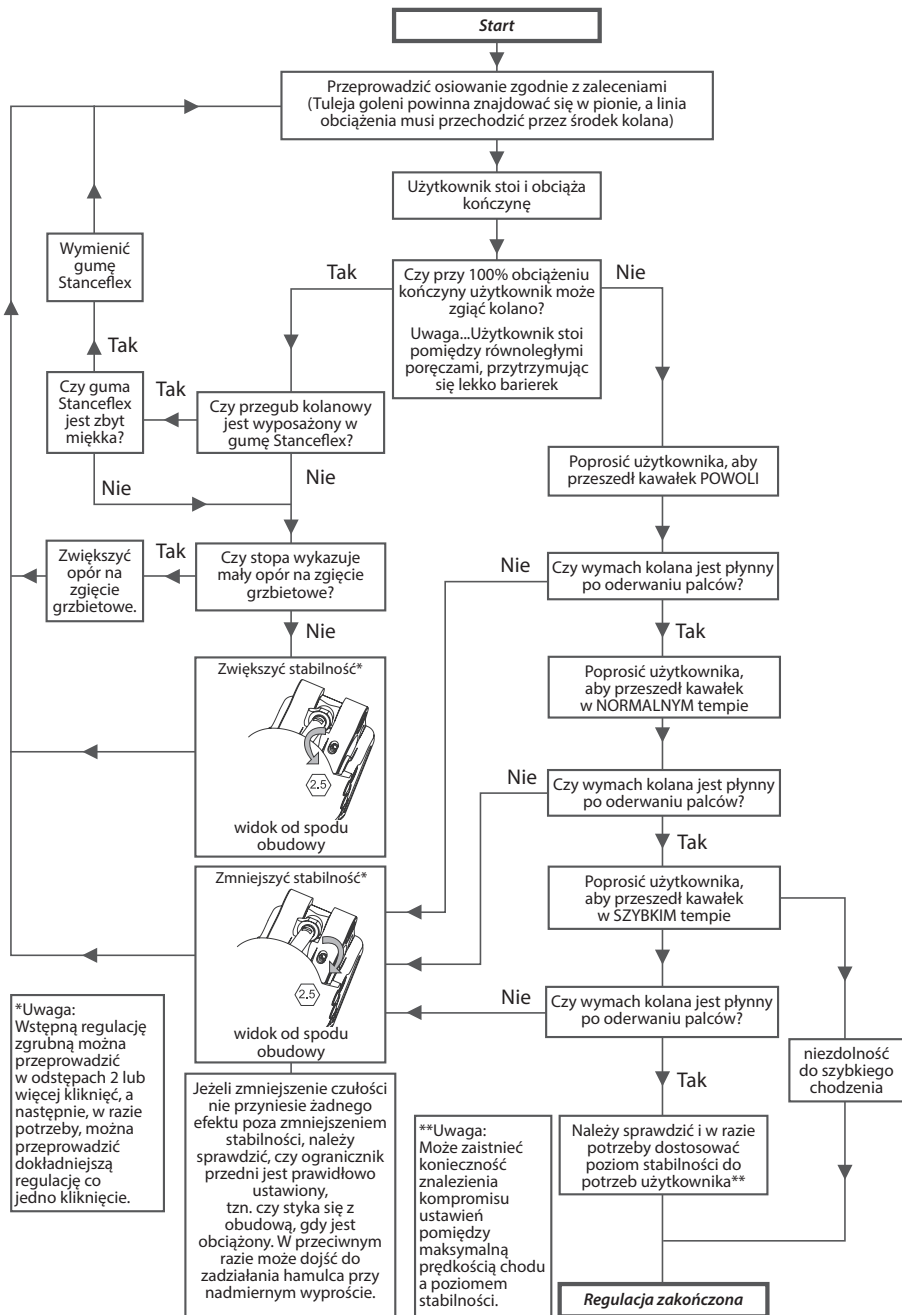 Start
Przeprowadzić osiowanie zgodnie z zaleceniami
(Tuleja goleni powinna znajdować się w pionie, a linia
obciążenia musi przechodzić przez środek kolana)
Użytkownik stoi i obciąża
kończynę
Wymienić
gumę
Stanceflex
Tak
Czy przy 100% obciążeniu
kończyny użytkownik może
zgiąć kolano?
Uwaga...Użytkownik stoi
pomiędzy równoległymi
poręczami, przytrzymując
się lekko barierek
Nie
Tak
Czy guma
Stanceflex
jest zbyt
miękka?
Tak
Czy przegub kolanowy
jest wyposażony w
gumę Stanceflex?
Nie
Nie
Poprosić użytkownika, aby
przeszedł kawałek POWOLI
Zwiększyć
opór na
zgięcie
grzbietowe.
Tak
Czy stopa wykazuje
mały opór na zgięcie
grzbietowe?
Nie
Czy wymach kolana jest płynny
po oderwaniu palców?
Nie
Tak
Zwiększyć stabilność*
2.5
widok od spodu
obudowy
Poprosić użytkownika,
aby przeszedł kawałek
w NORMALNYM tempie
Nie
Czy wymach kolana jest płynny
po oderwaniu palców?
Tak
Zmniejszyć stabilność*
2.5
widok od spodu
obudowy
Poprosić użytkownika,
aby przeszedł kawałek
w SZYBKIM tempie
Nie
Czy wymach kolana jest płynny
po oderwaniu palców?
niezdolność
do szybkiego
chodzenia
Tak
*Uwaga:
Wstępną regulację
zgrubną można
przeprowadzić
w odstępach 2 lub
więcej kliknięć, a
następnie, w razie
potrzeby, można
przeprowadzić
dokładniejszą
regulację co
jedno kliknięcie.
Jeżeli zmniejszenie czułości
nie przyniesie żadnego
efektu poza zmniejszeniem
stabilności, należy
sprawdzić, czy ogranicznik
przedni jest prawidłowo
ustawiony,
tzn. czy styka się z
obudową, gdy jest
obciążony. W przeciwnym
razie może dojść do
zadziałania hamulca przy
nadmiernym wyproście.
**Uwaga:
Może zaistnieć
konieczność
znalezienia
kompromisu
ustawień
pomiędzy
maksymalną
prędkością chodu
a poziomem
stabilności.
Należy sprawdzić i w razie
potrzeby dostosować
poziom stabilności do
potrzeb użytkownika**
Regulacja zakończona